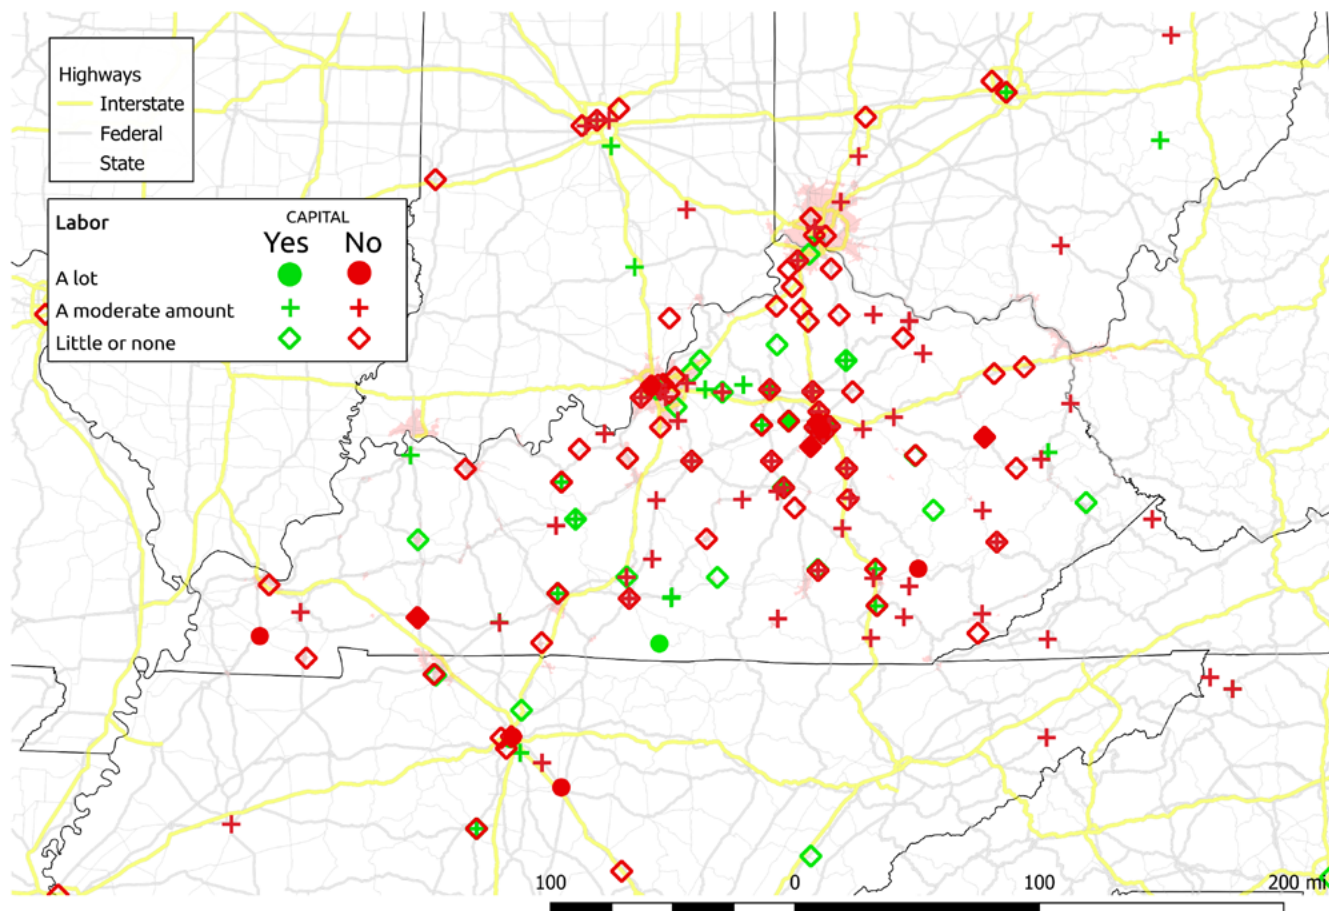 Highways
Interstate
Federal
State
Labor CAPITAL
Yes No
A lot
A moderate amount
Little or none
100 0 100 200 mi